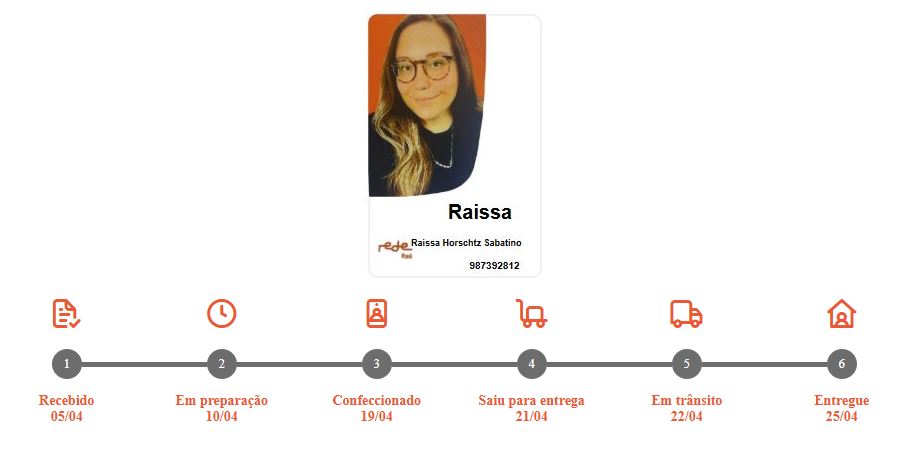 Raissa
rede Raissa Horschtz Sabatino
Itaú
987392812
1 2 3 4 5 6
Recebido Em preparação Confeccionado Saiu para entrega Em trânsito Entregue
05/04 10/04 19/04 21/04 22/04 25/04